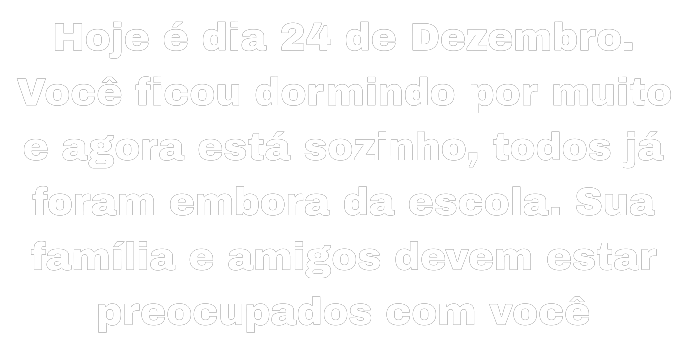 Hoje é dia 24 de Dezembro.
Você ficou dormindo por muito
e agora está sozinho, todos já
foram embora da escola. Sua
família e amigos devem estar
preocupados com você